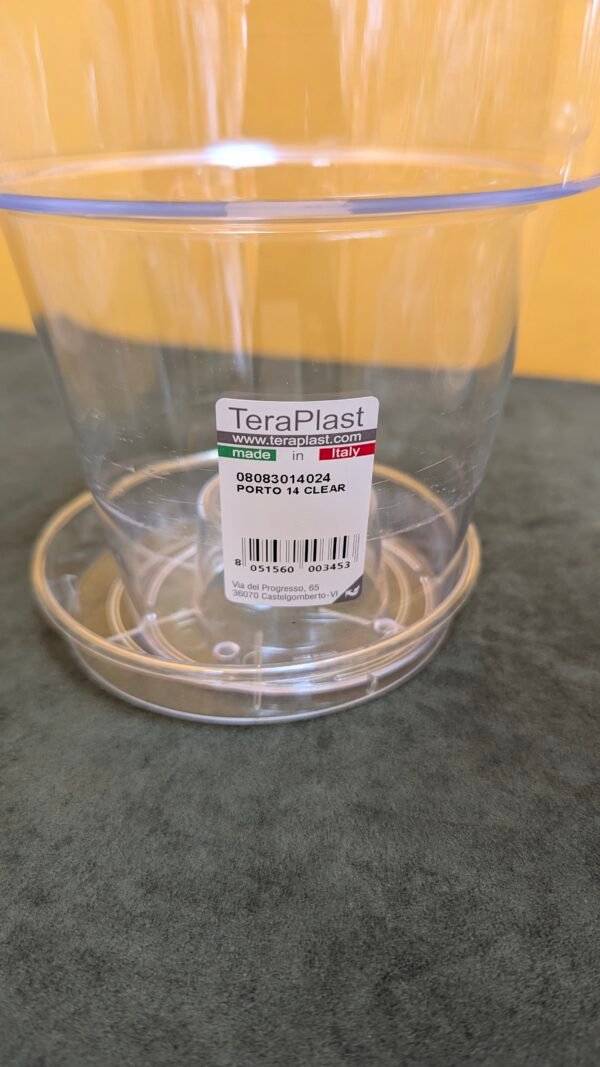 TeraPlast
www.teraplast.com
made in Italy
08083014024
PORTO 14 CLEAR
8 051560 003453
Via del Progresso, 65
36070 Castelgomberto-VI